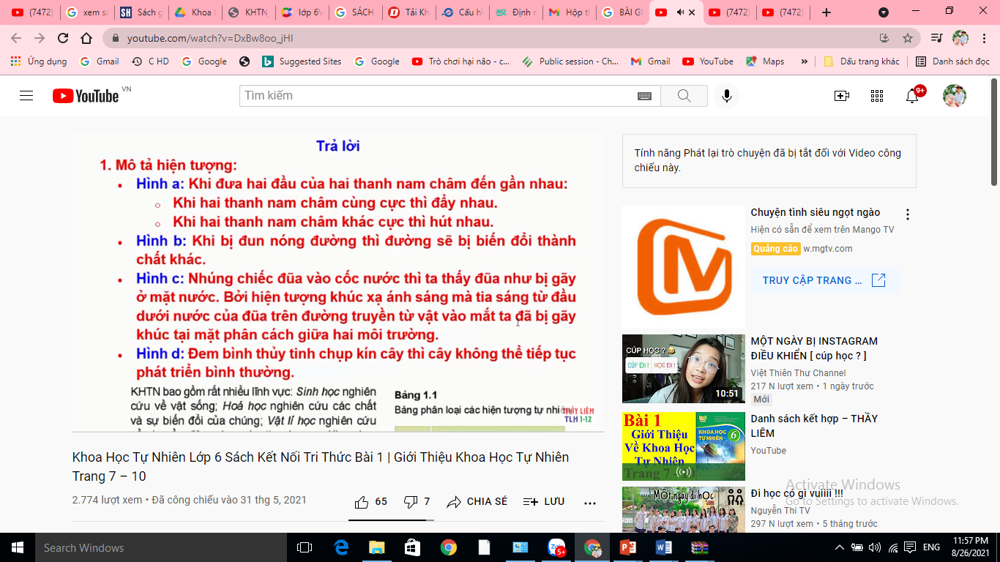 (7472)
xem sá
Sách g
Khoa
KHTN
lớp 6\
SÁCH
Tải Kh
Cấu hì
Định r
Hộp th
BÀI GI
(7472)
(7472)
youtube.com/watch?v=DxBw8oo_jHI
Ứng dụng
Gmail
C HD
Google
Suggested Sites
Google
Trò chơi hại não - c...
Public session - Ch...
Gmail
YouTube
Maps
»
Dấu trang khác
Danh sách đọc
YouTube VN
Tìm kiếm
9+
Trả lời
1. Mô tả hiện tượng:
• Hình a: Khi đưa hai đầu của hai thanh nam châm đến gần nhau:
o Khi hai thanh nam châm cùng cực thì đẩy nhau.
o Khi hai thanh nam châm khác cực thì hút nhau.
• Hình b: Khi bị đun nóng đường thì đường sẽ bị biến đổi thành
chất khác.
• Hình c: Nhúng chiếc đũa vào cốc nước thì ta thấy đũa như bị gãy
ở mặt nước. Bởi hiện tượng khúc xạ ánh sáng mà tia sáng từ đầu
dưới nước của đũa trên đường truyền từ vật vào mắt ta đã bị gãy
khúc tại mặt phân cách giữa hai môi trường.
• Hình d: Đem bình thủy tinh chụp kín cây thì cây không thể tiếp tục
phát triển bình thường.
KHTN bao gồm rất nhiều lĩnh vực: Sinh học nghiên
cứu về vật sống; Hoá học nghiên cứu các chất
và sự biến đổi của chúng; Vật lí học nghiên cứu
Bảng 1.1
Bảng phân loại các hiện tượng tự nhiên
THẦY LIÊM
TLH 1-12
Khoa Học Tự Nhiên Lớp 6 Sách Kết Nối Tri Thức Bài 1 | Giới Thiệu Khoa Học Tự Nhiên
Trang 7 – 10
2.774 lượt xem • Đã công chiếu vào 31 thg 5, 2021
65
7
CHIA SẺ
LƯU
Tính năng Phát lại trò chuyện đã bị tắt đối với Video công
chiếu này.
Chuyện tình siêu ngọt ngào
Hiện có sẵn để xem trên Mango TV
Quảng cáo w.mgtv.com
TRUY CẬP TRANG ...
CÚP HỌC ?
CÚP ĐI !
HỌC ĐI !
10:51
MỘT NGÀY BỊ INSTAGRAM
ĐIỀU KHIỂN [ cúp học ? ]
Việt Thiên Thư Channel
217 N lượt xem • 1 ngày trước
Mới
Bài 1
Giới Thiệu
Về Khoa Học
Tự Nhiên
Trang 7 - 10
KHOA HỌC
TỰ NHIÊN
6
Danh sách kết hợp – THẦY
LIÊM
YouTube
Một ngày đi học
Đi học có gì vuiiii !!!
Nguyễn Thi TV
297 N lượt xem • 5 tháng trước
Activate Windows
Go to Settings to activate Windows.
Search Windows
5+
ENG
11:57 PM
8/26/2021